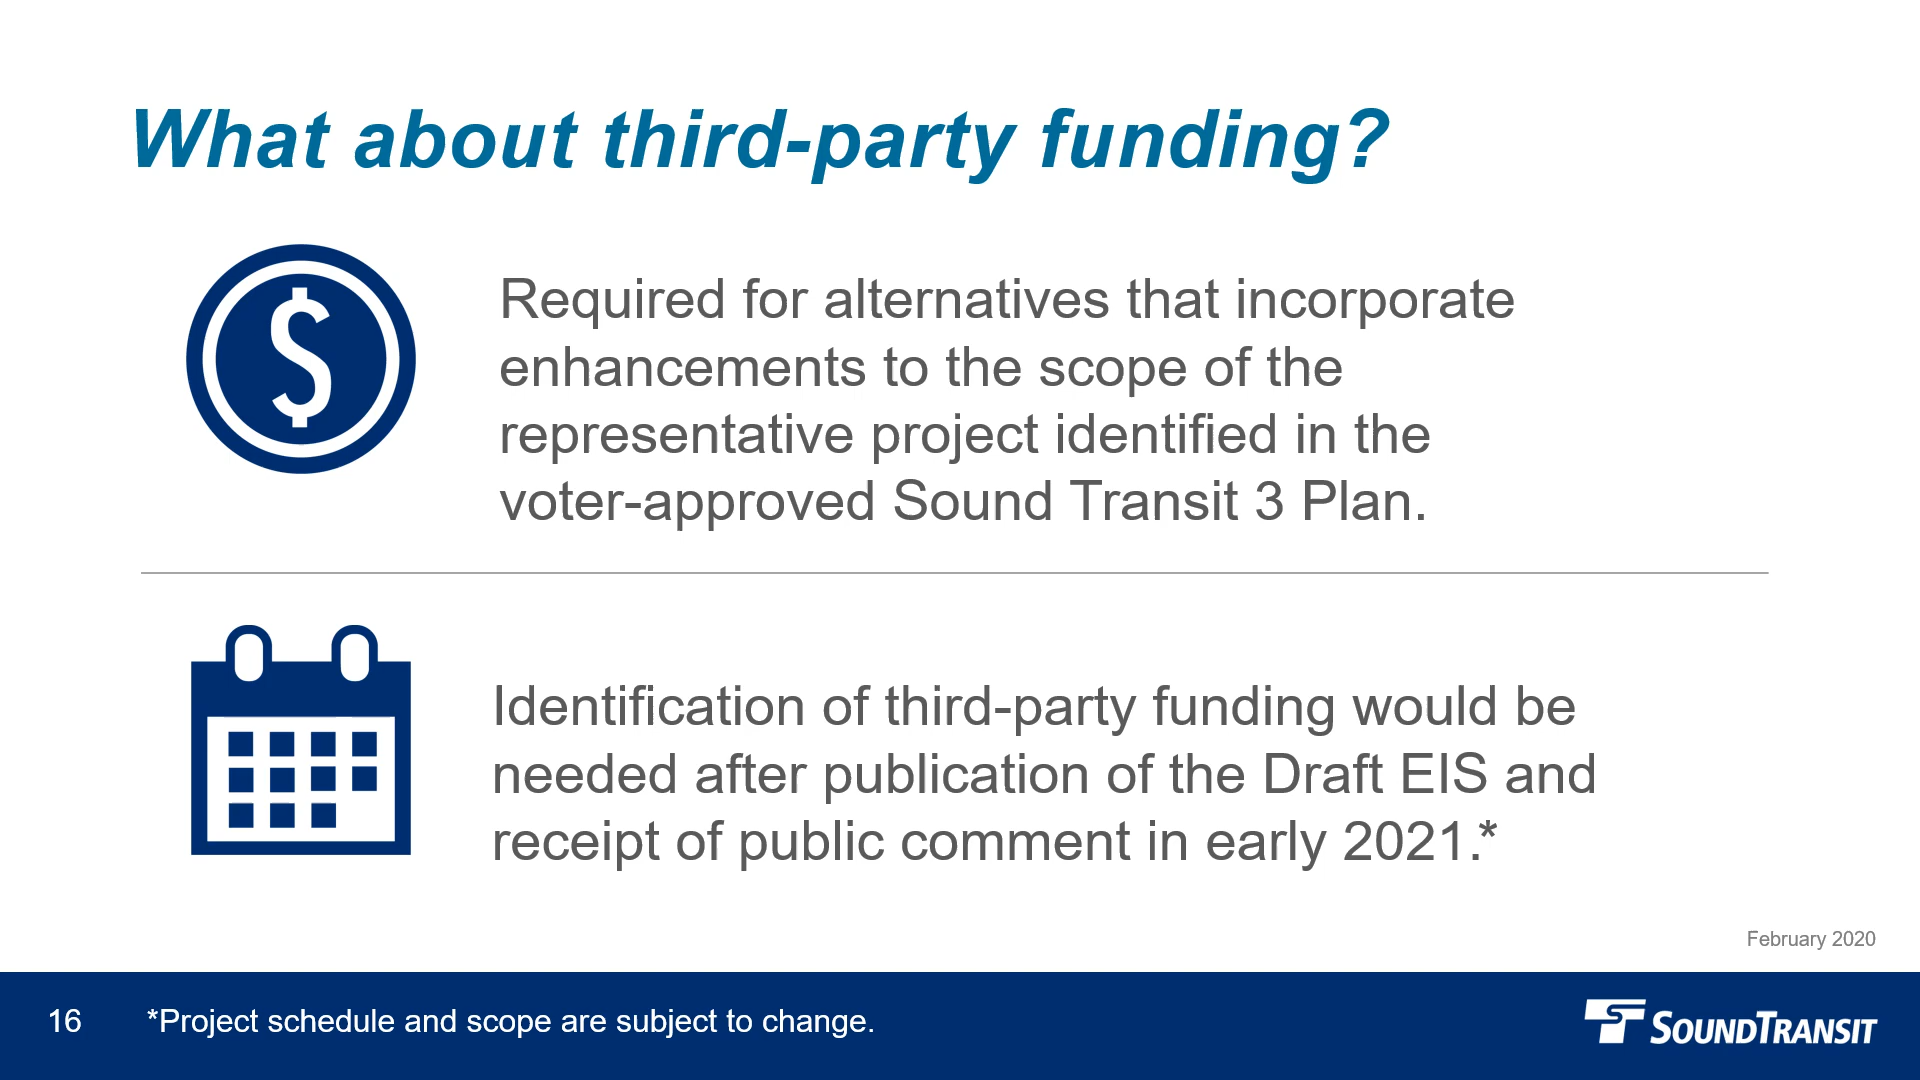 What about third-party funding?
$
Required for alternatives that incorporate
enhancements to the scope of the
representative project identified in the
voter-approved Sound Transit 3 Plan.
Identification of third-party funding would be
needed after publication of the Draft EIS and
receipt of public comment in early 2021.*
February 2020
16 *Project schedule and scope are subject to change.
SOUNDTRANSIT